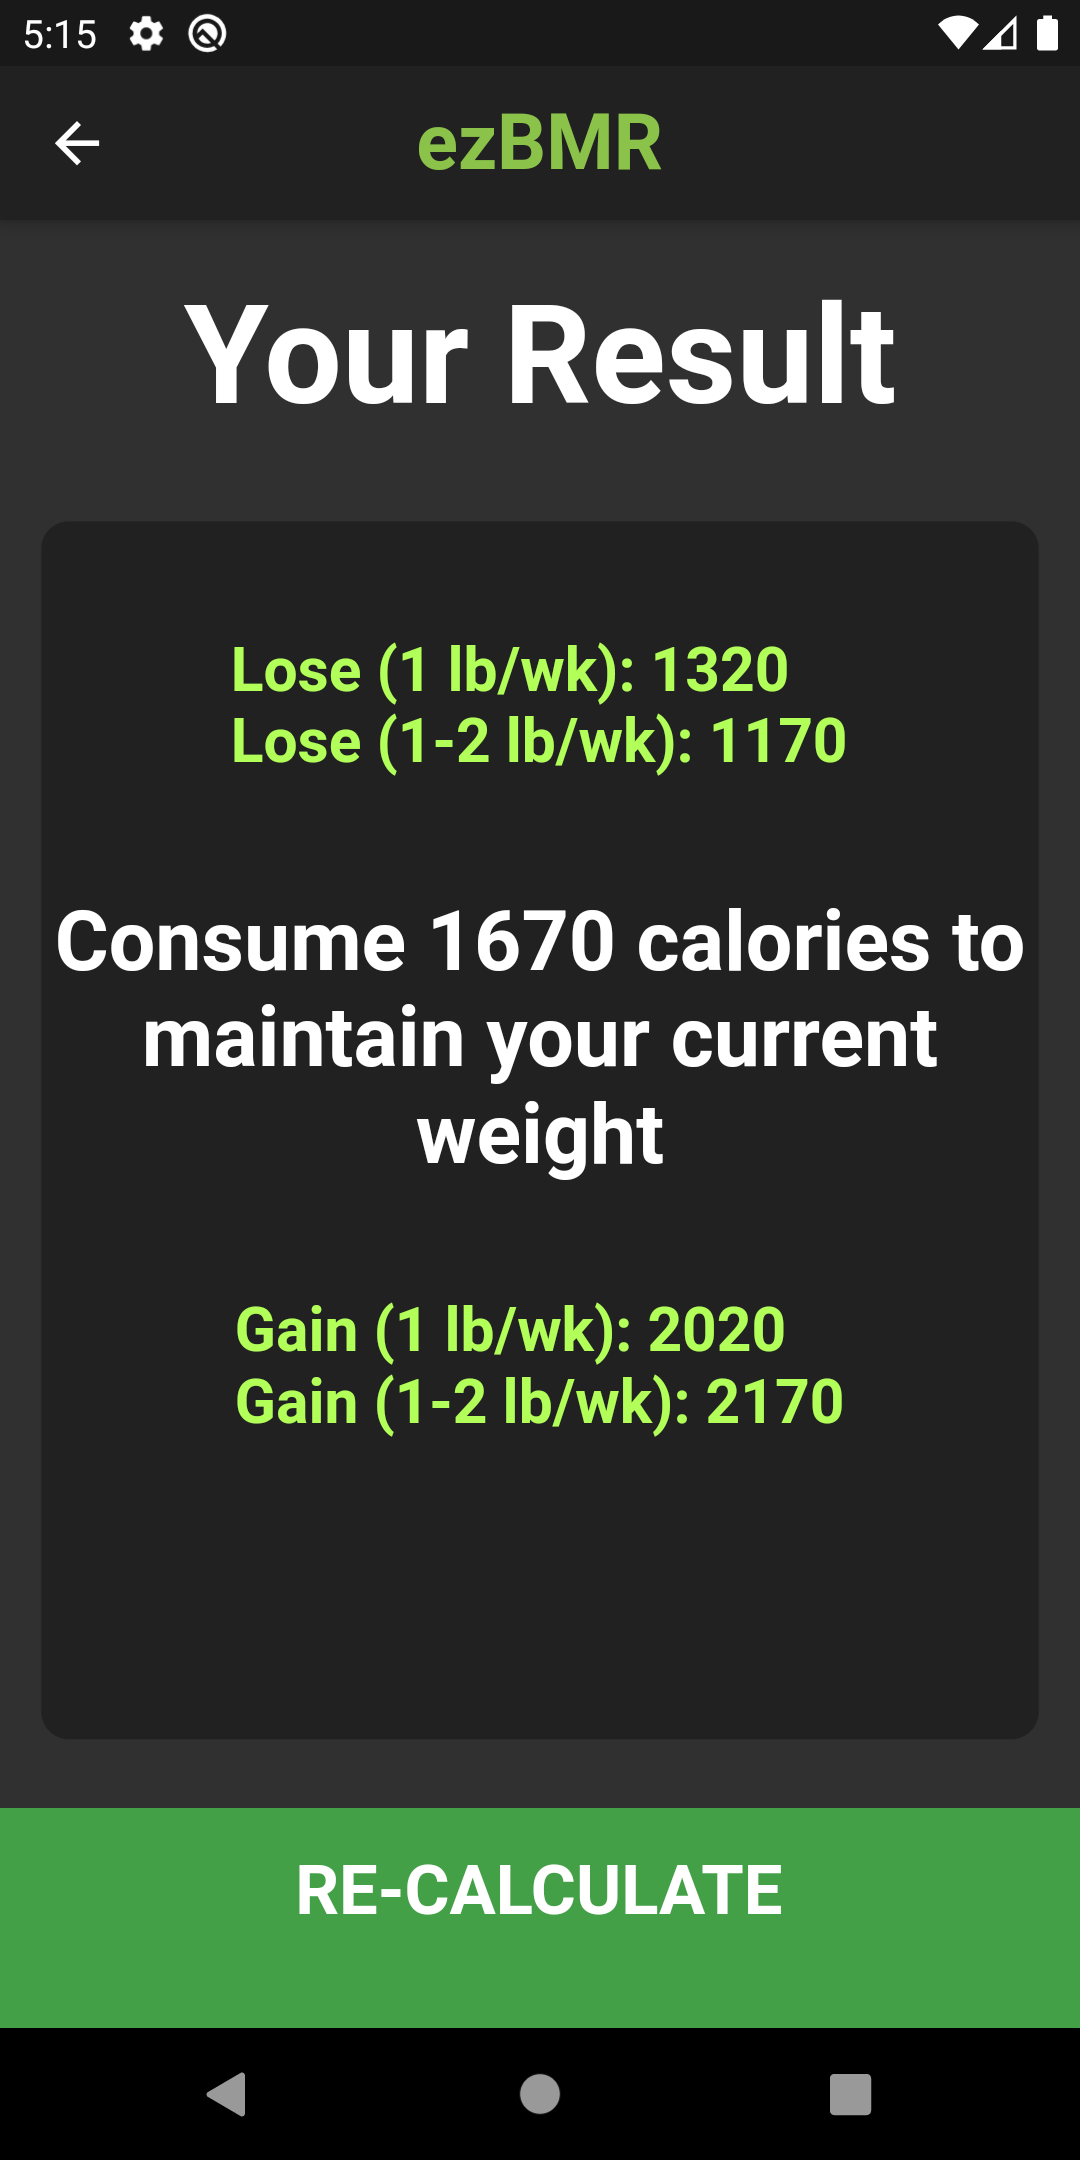 5:15
ezBMR
Your Result
Lose (1 lb/wk): 1320
Lose (1-2 lb/wk): 1170
Consume 1670 calories to
maintain your current
weight
Gain (1 lb/wk): 2020
Gain (1-2 lb/wk): 2170
RE-CALCULATE